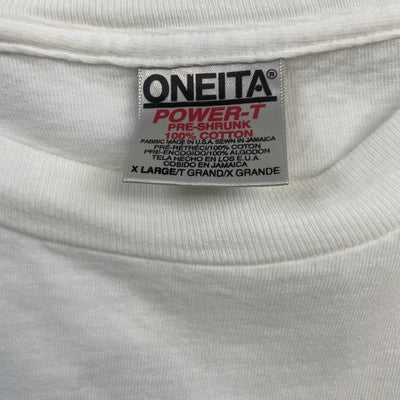 ONEITA®
POWER-T
PRE-SHRUNK
100% COTTON
FABRIC MADE IN U.S.A. SEWN IN JAMAICA
PRE-RÉTRÉCI/100% COTON
PRE-ENCOGIDO/100% ALGODON
TELA HECHO EN LOS E.U.A.
COSIDO EN JAMAICA
X LARGE/T GRAND/X GRANDE